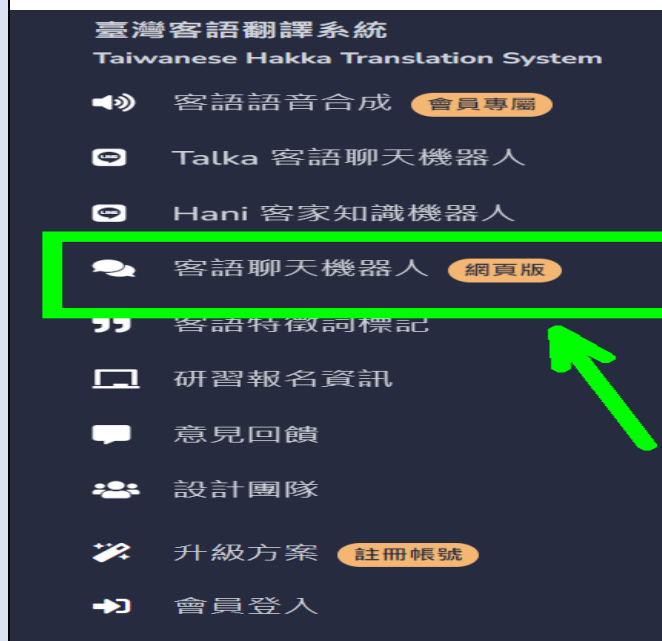 臺灣客語翻譯系統
Taiwanese Hakka Translation System
客語語音合成 會員專屬
Talka 客語聊天機器人
Hani 客家知識機器人
客語聊天機器人 網頁版
客語特徵詞標記
研習報名資訊
意見回饋
設計團隊
升級方案 註冊帳號
會員登入